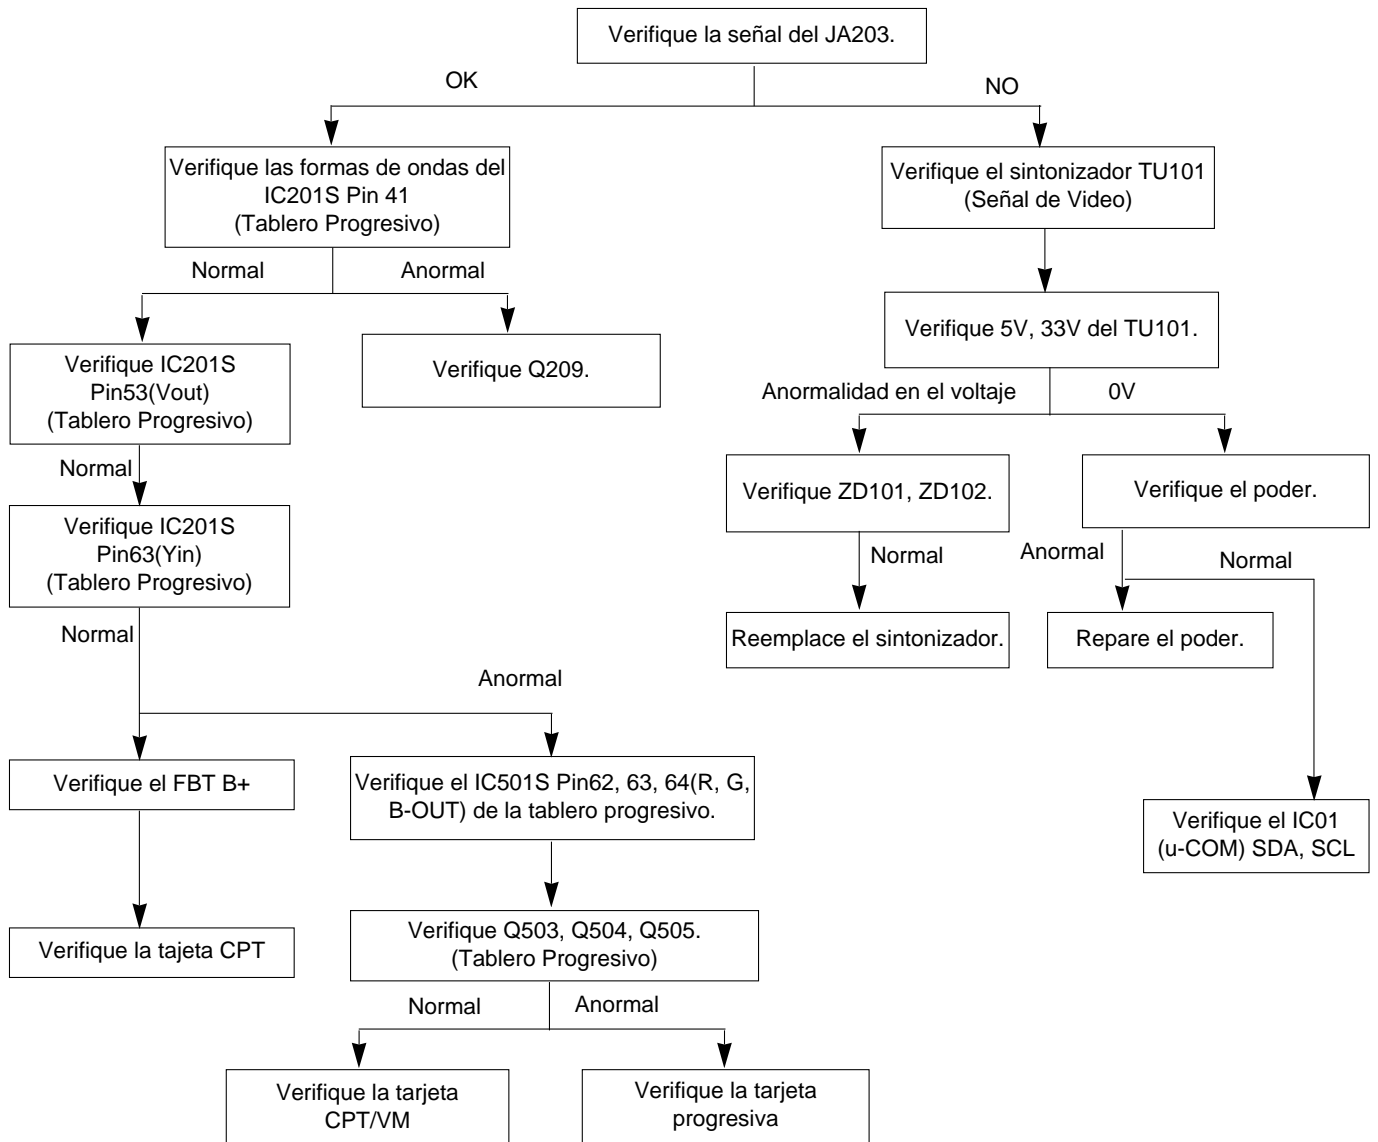 Verifique la señal del JA203.
OK
NO
Verifique las formas de ondas del
IC201S Pin 41
(Tablero Progresivo)
Verifique el sintonizador TU101
(Señal de Video)
Normal
Anormal
Verifique IC201S
Pin53(Vout)
(Tablero Progresivo)
Verifique Q209.
Verifique 5V, 33V del TU101.
Anormalidad en el voltaje
0V
Normal
Verifique ZD101, ZD102.
Verifique el poder.
Verifique IC201S
Pin63(Yin)
(Tablero Progresivo)
Normal
Anormal
Normal
Reemplace el sintonizador.
Repare el poder.
Normal
Anormal
Verifique el FBT B+
Verifique el IC501S Pin62, 63, 64(R, G,
B-OUT) de la tablero progresivo.
Verifique el IC01
(u-COM) SDA, SCL
Verifique la tajeta CPT
Verifique Q503, Q504, Q505.
(Tablero Progresivo)
Normal
Anormal
Verifique la tarjeta
CPT/VM
Verifique la tarjeta
progresiva